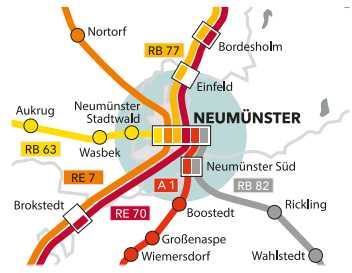 Nortorf
RB 77
Bordesholm
Einfeld
Aukrug
Neumünster
Stadtwald
NEUMÜNSTER
RB 63
Wasbek
RE 7
A 1
Neumünster Süd
RB 82
Brokstedt
RE 70
Boostedt
Rickling
Großenaspe
Wiemersdorf
Wahlstedt